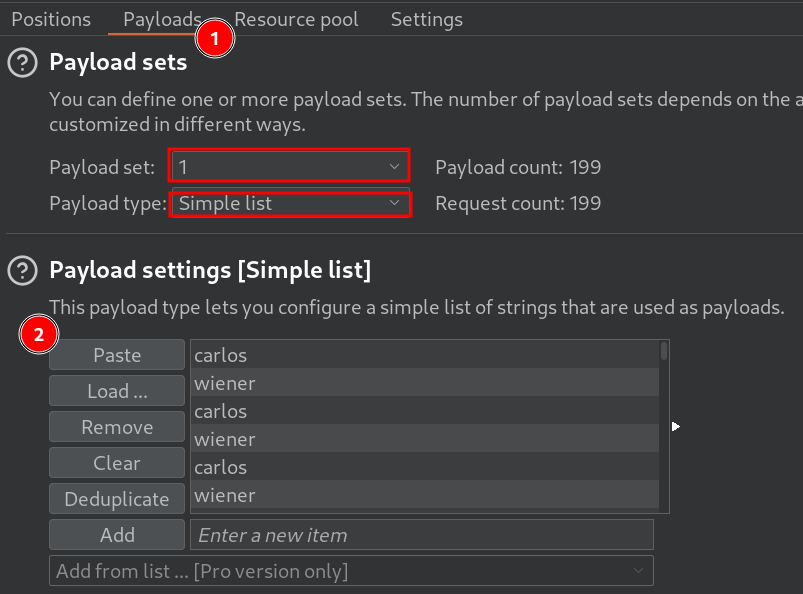 Positions Payloads Resource pool Settings
1
? Payload sets
You can define one or more payload sets. The number of payload sets depends on the a
customized in different ways.
Payload set: 1 Payload count: 199
Payload type: Simple list Request count: 199
? Payload settings [Simple list]
This payload type lets you configure a simple list of strings that are used as payloads.
2
Paste carlos
Load ... wiener
Remove carlos
wiener
Clear carlos
Deduplicate wiener
Add Enter a new item
Add from list ... [Pro version only]